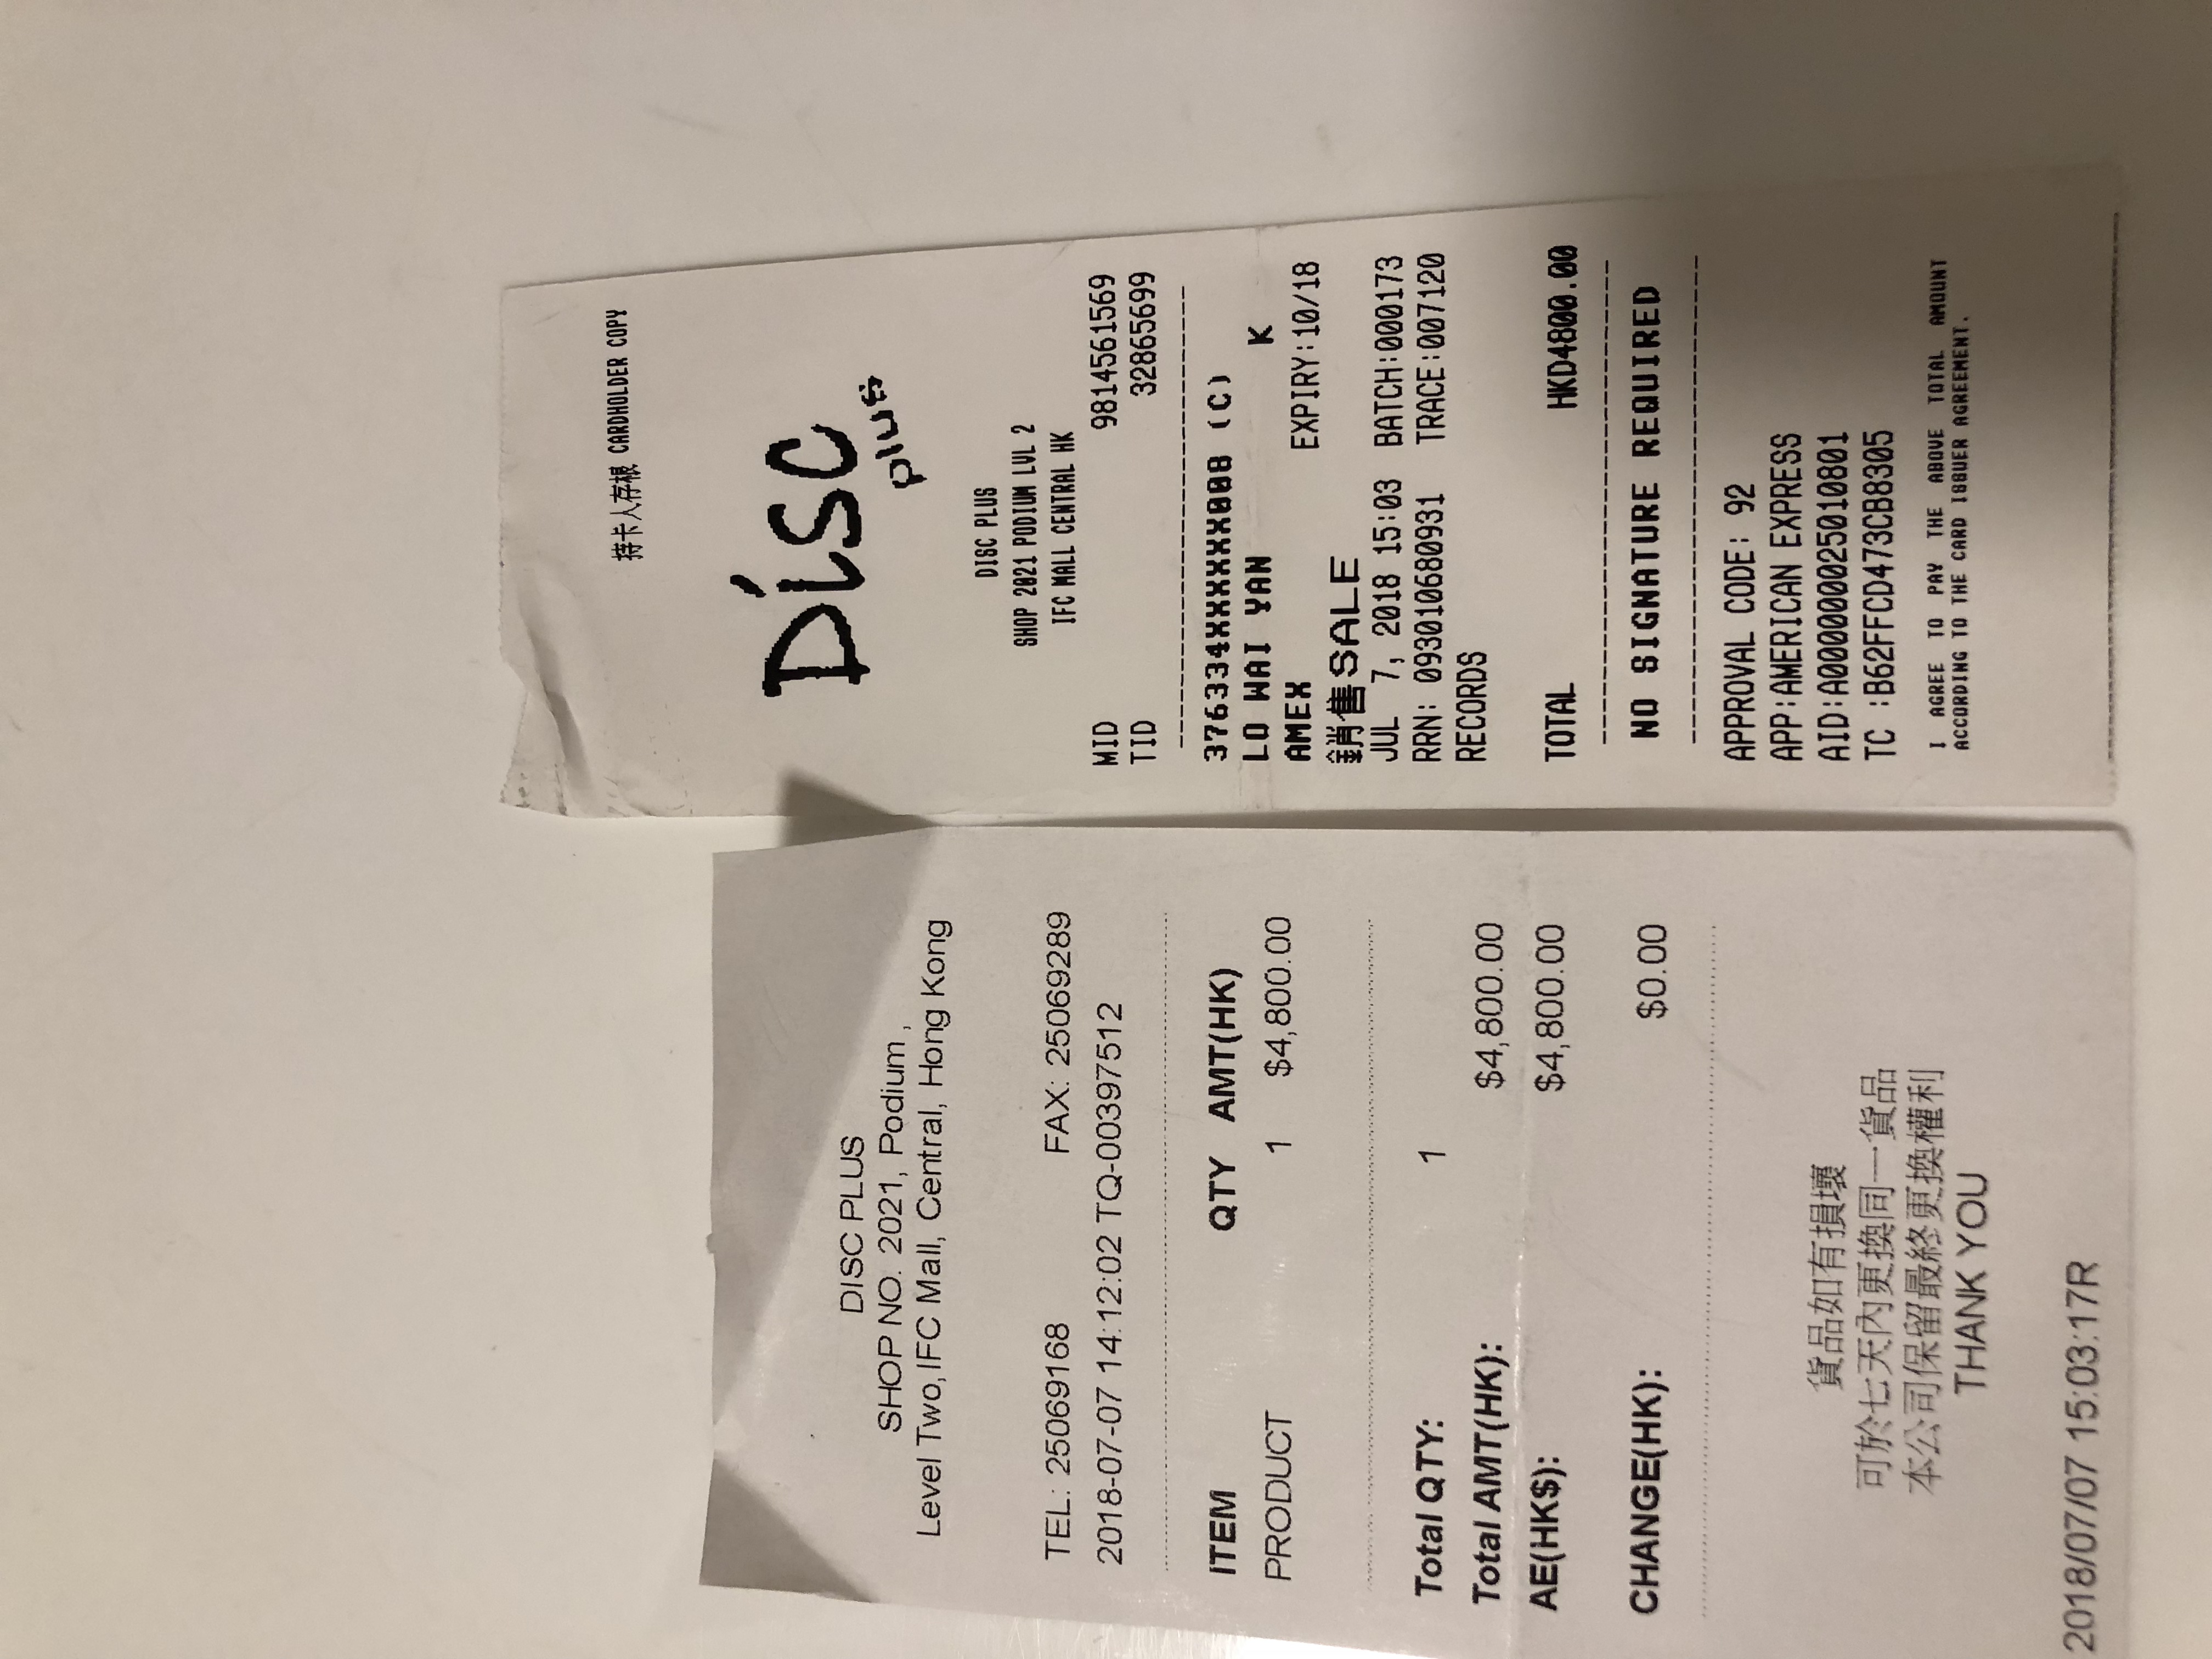 DISC PLUS
SHOP NO. 2021, Podium ,
Level Two,IFC Mall, Central, Hong Kong
TEL: 25069168 FAX: 25069289
2018-07-07 14:12:02 TQ-00397512
ITEM QTY AMT(HK)
PRODUCT 1 $4,800.00
Total QTY: 1
Total AMT(HK): $4,800.00
AE(HK$): $4,800.00
CHANGE(HK): $0.00
貨品如有損壞
可於七天內更換同一貨品
本公司保留最終更換權利
THANK YOU
2018/07/07 15:03:17R
持卡人存根 CARDHOLDER COPY
Disc
plus
DISC PLUS
SHOP 2021 PODIUM LVL 2
IFC MALL CENTRAL HK
MID 9814561569
TID 32865699
376334XXXXXX008 (C)
LO WAI YAN K
AMEX EXPIRY:10/18
銷售SALE
JUL 7, 2018 15:03 BATCH:000173
RRN: 093010680931 TRACE:007120
RECORDS
TOTAL HKD4800.00
NO SIGNATURE REQUIRED
APPROVAL CODE: 92
APP:AMERICAN EXPRESS
AID:A000000025010801
TC :B62FFCD473CB8305
I AGREE TO PAY THE ABOVE TOTAL AMOUNT
ACCORDING TO THE CARD ISSUER AGREEMENT.